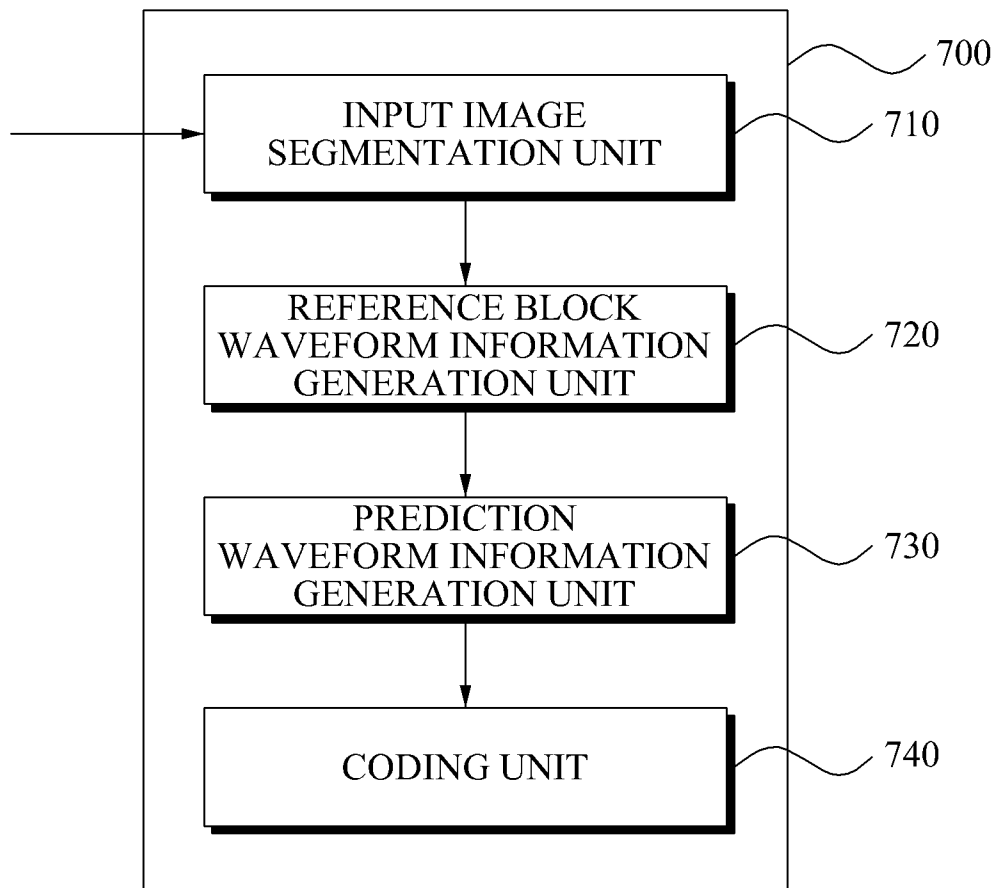 700
INPUT IMAGE
SEGMENTATION UNIT
710
REFERENCE BLOCK
WAVEFORM INFORMATION
GENERATION UNIT
720
PREDICTION
WAVEFORM INFORMATION
GENERATION UNIT
730
CODING UNIT
740